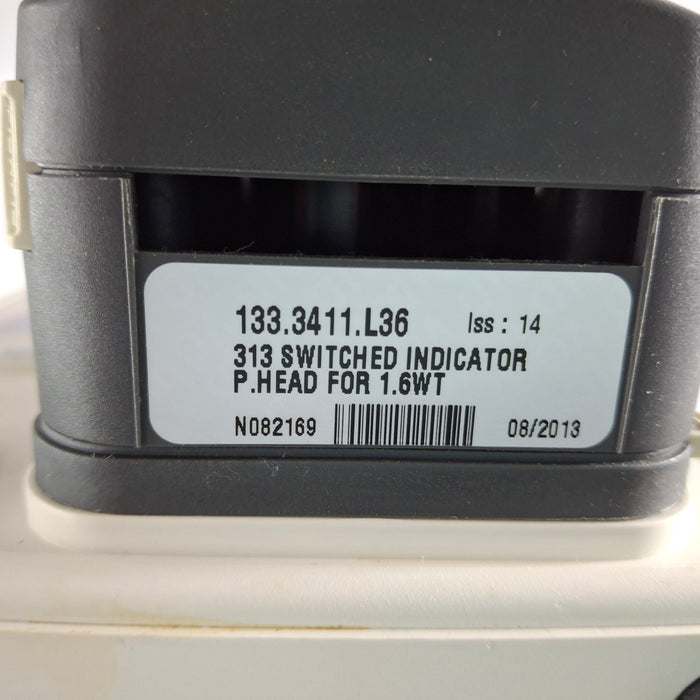 133.3411.L36 Iss : 14
313 SWITCHED INDICATOR
P.HEAD FOR 1.6WT
N082169 08/2013